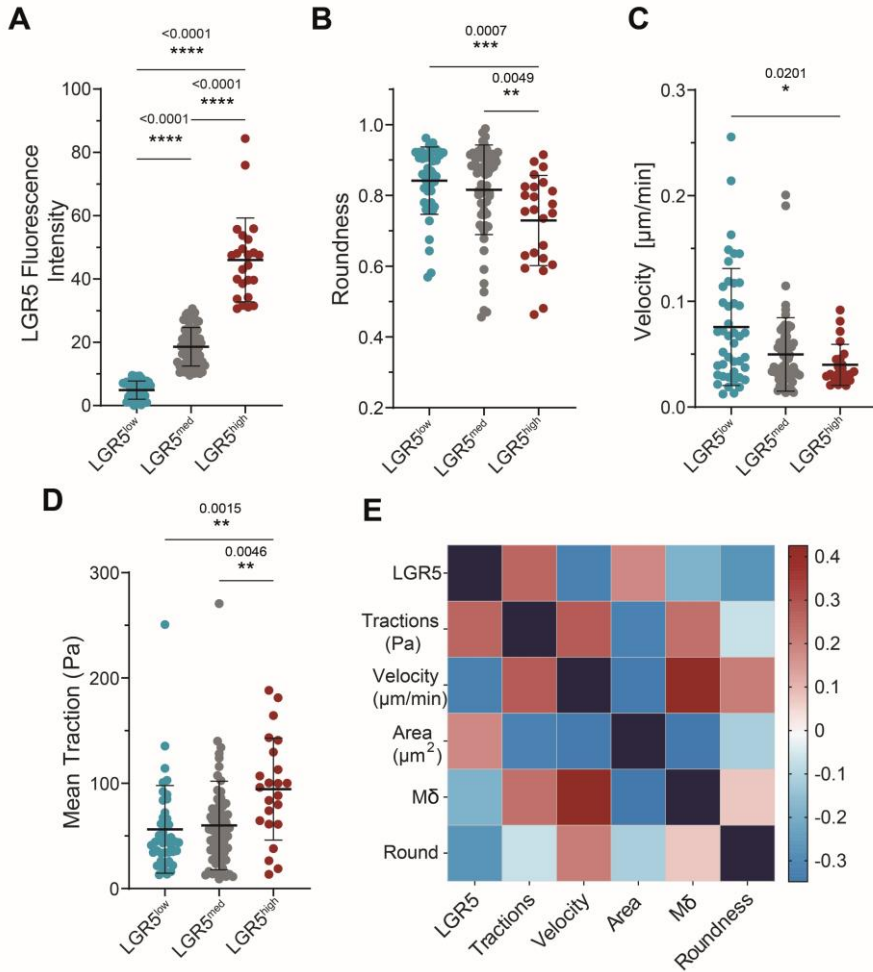 A
<0.0001
****
<0.0001
****
<0.0001
****
LGR5 Fluorescence
Intensity
100
80
60
40
20
0
LGR5low
LGR5med
LGR5high
B
0.0007
***
0.0049
**
Roundness
1.0
0.8
0.6
0.4
0.2
LGR5low
LGR5med
LGR5high
C
0.0201
*
Velocity [µm/min)
0.3
0.2
0.1
0.0
LGR5low
LGR5med
LGR5high
D
0.0015
**
0.0046
**
Mean Traction (Pa)
300
200
100
0
LGR5low
LGR5med
LGR5high
E
LGR5
Tractions
(Pa)
Velocity
(µm/min)
Area
(µm2)
Mδ
Round
LGR5
Tractions
Velocity
Area
Mδ
Roundness
0.4
0.3
0.2
0.1
0
-0.1
-0.2
-0.3